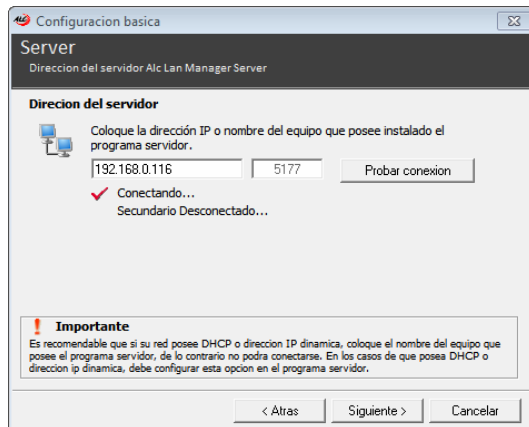 Configuracion basica
Server
Direccion del servidor Alc Lan Manager Server
Direcion del servidor
Coloque la dirección IP o nombre del equipo que posee instalado el
programa servidor.
192.168.0.116 5177 Probar conexion
Conectando...
Secundario Desconectado...
Importante
Es recomendable que si su red posee DHCP o direccion IP dinamica, coloque el nombre del equipo que
posee el programa servidor, de lo contrario no podra conectarse. En los casos de que posea DHCP o
direccion ip dinamica, debe configurar esta opcion en el programa servidor.
< Atras Siguiente > Cancelar